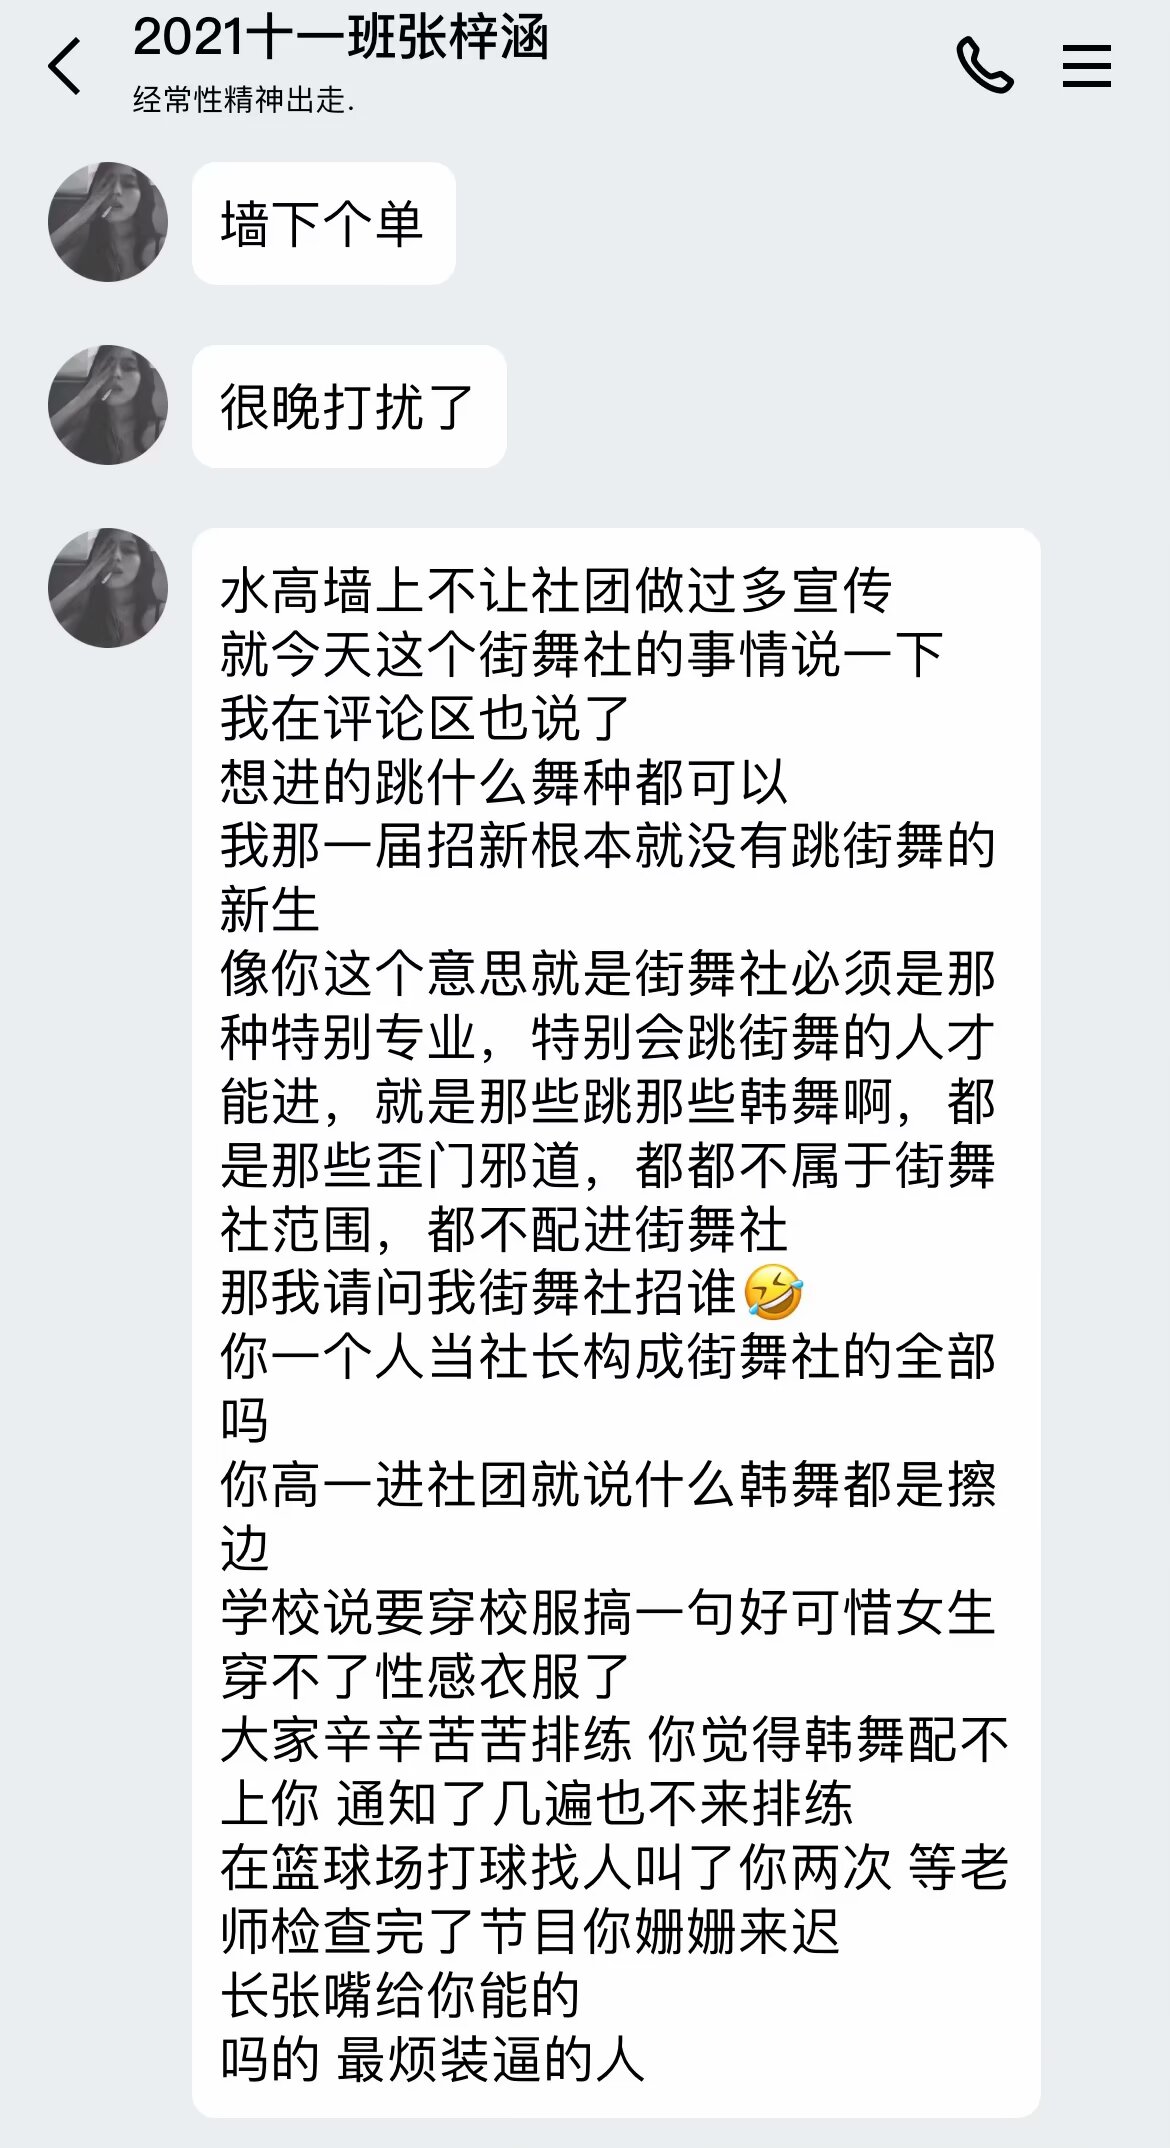 2021十一班张梓涵
经常性精神出走.
墙下个单
很晚打扰了
水高墙上不让社团做过多宣传
就今天这个街舞社的事情说一下
我在评论区也说了
想进的跳什么舞种都可以
我那一届招新根本就没有跳街舞的
新生
像你这个意思就是街舞社必须是那
种特别专业，特别会跳街舞的人才
能进，就是那些跳那些韩舞啊，都
是那些歪门邪道，都都不属于街舞
社范围，都不配进街舞社
那我请问我街舞社招谁🤣
你一个人当社长构成街舞社的全部
吗
你高一进社团就说什么韩舞都是擦
边
学校说要穿校服搞一句好可惜女生
穿不了性感衣服了
大家辛辛苦苦排练 你觉得韩舞配不
上你 通知了几遍也不来排练
在篮球场打球找人叫了你两次 等老
师检查完了节目你姗姗来迟
长张嘴给你能的
吗的 最烦装逼的人